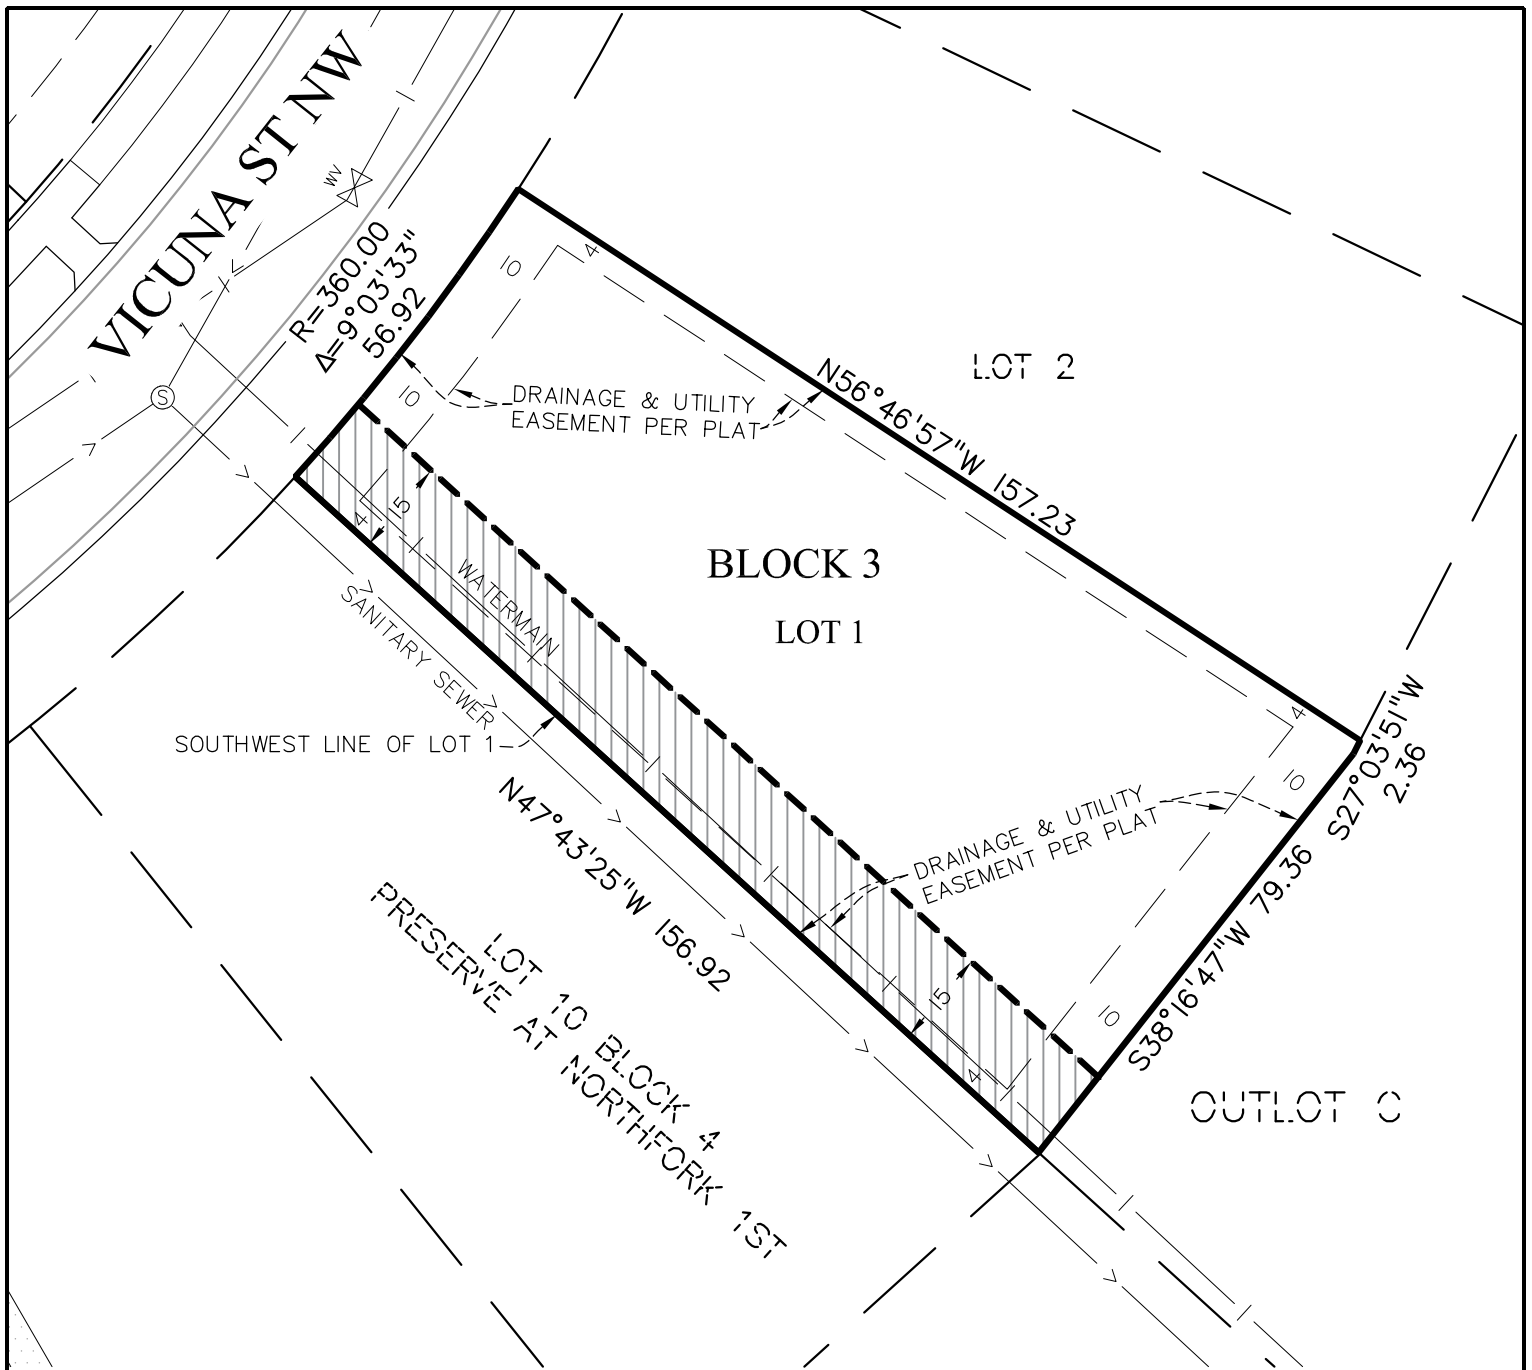 VICUNA ST NW
WV
S
R=360.00
Δ=9°03'33"
56.92
10
4
10
DRAINAGE & UTILITY
EASEMENT PER PLAT
N56°46'57"W 157.23
LOT 2
BLOCK 3
LOT 1
15
4
WATERMAIN
SANITARY SEWER
SOUTHWEST LINE OF LOT 1
N47°43'25"W 156.92
4
10
S27°03'51"W
2.36
DRAINAGE & UTILITY
EASEMENT PER PLAT
S38°16'47"W 79.36
15
10
4
LOT 10 BLOCK 4
PRESERVE AT NORTHFORK 1ST
OUTLOT C